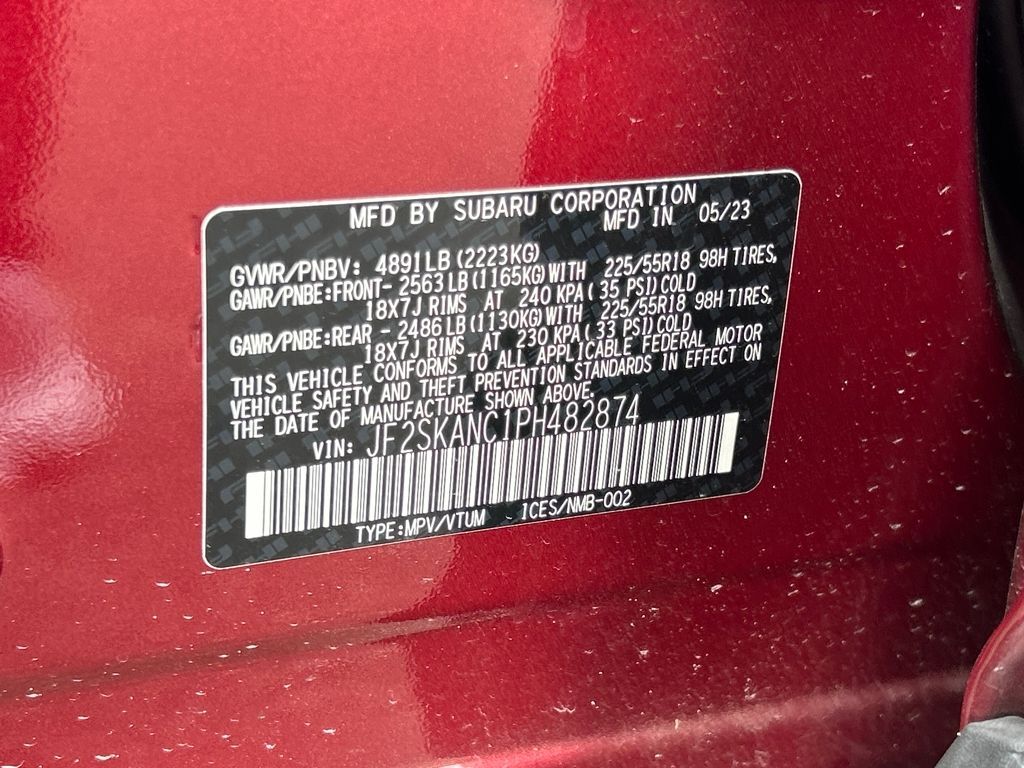 MFD BY SUBARU CORPORATION
MFD IN 05/23
GVWR/PNBV: 4891LB (2223KG)
GAWR/PNBE:FRONT- 2563LB (1165KG)WITH 225/55R18 98H TIRES,
18X7J RIMS AT 240 KPA( 35 PSI)COLD
GAWR/PNBE:REAR - 2486LB (1130KG)WITH 225/55R18 98H TIRES,
18X7J RIMS AT 230 KPA( 33 PSI)COLD
THIS VEHICLE CONFORMS TO ALL APPLICABLE FEDERAL MOTOR
VEHICLE SAFETY AND THEFT PREVENTION STANDARDS IN EFFECT ON
THE DATE OF MANUFACTURE SHOWN ABOVE.
VIN: JF2SKANC1PH482874
TYPE:MPV/VTUM ICES/NMB-002